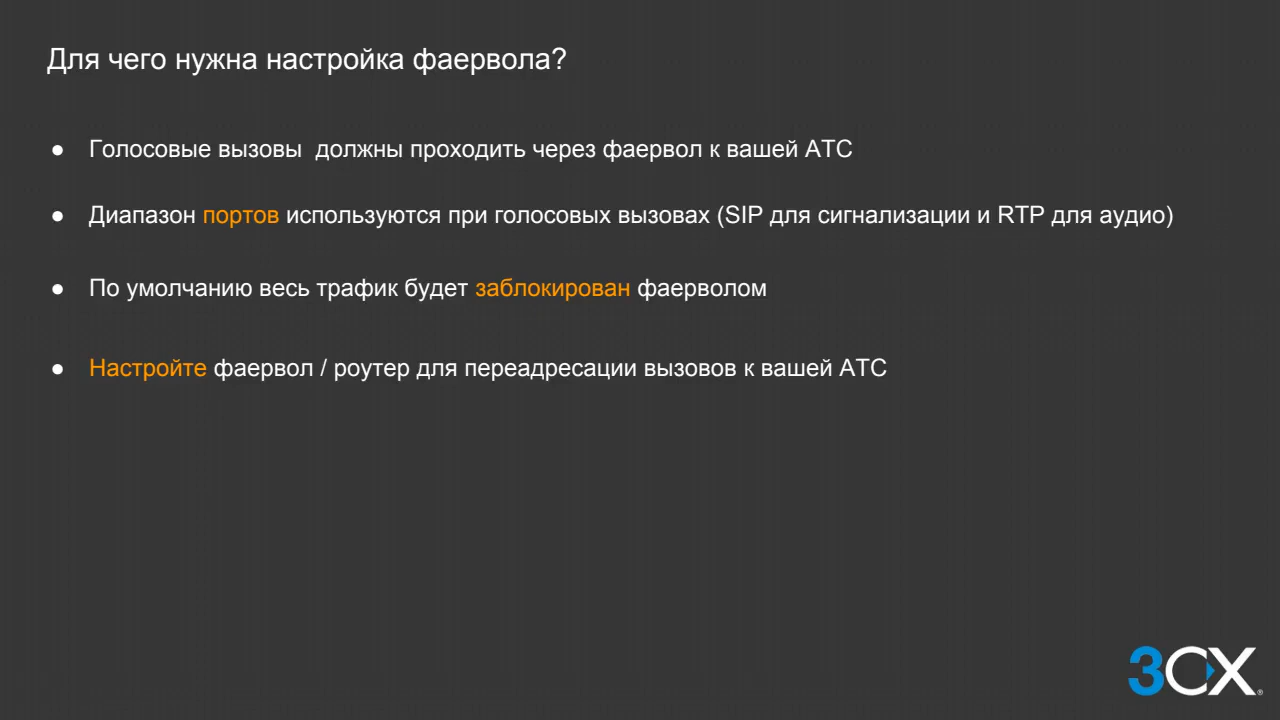 Для чего нужна настройка фаервола?
● Голосовые вызовы  должны проходить через фаервол к вашей АТС
● Диапазон портов используются при голосовых вызовах (SIP для сигнализации и RTP для аудио)
● По умолчанию весь трафик будет заблокирован фаерволом
● Настройте фаервол / роутер для переадресации вызовов к вашей АТС
3CX®